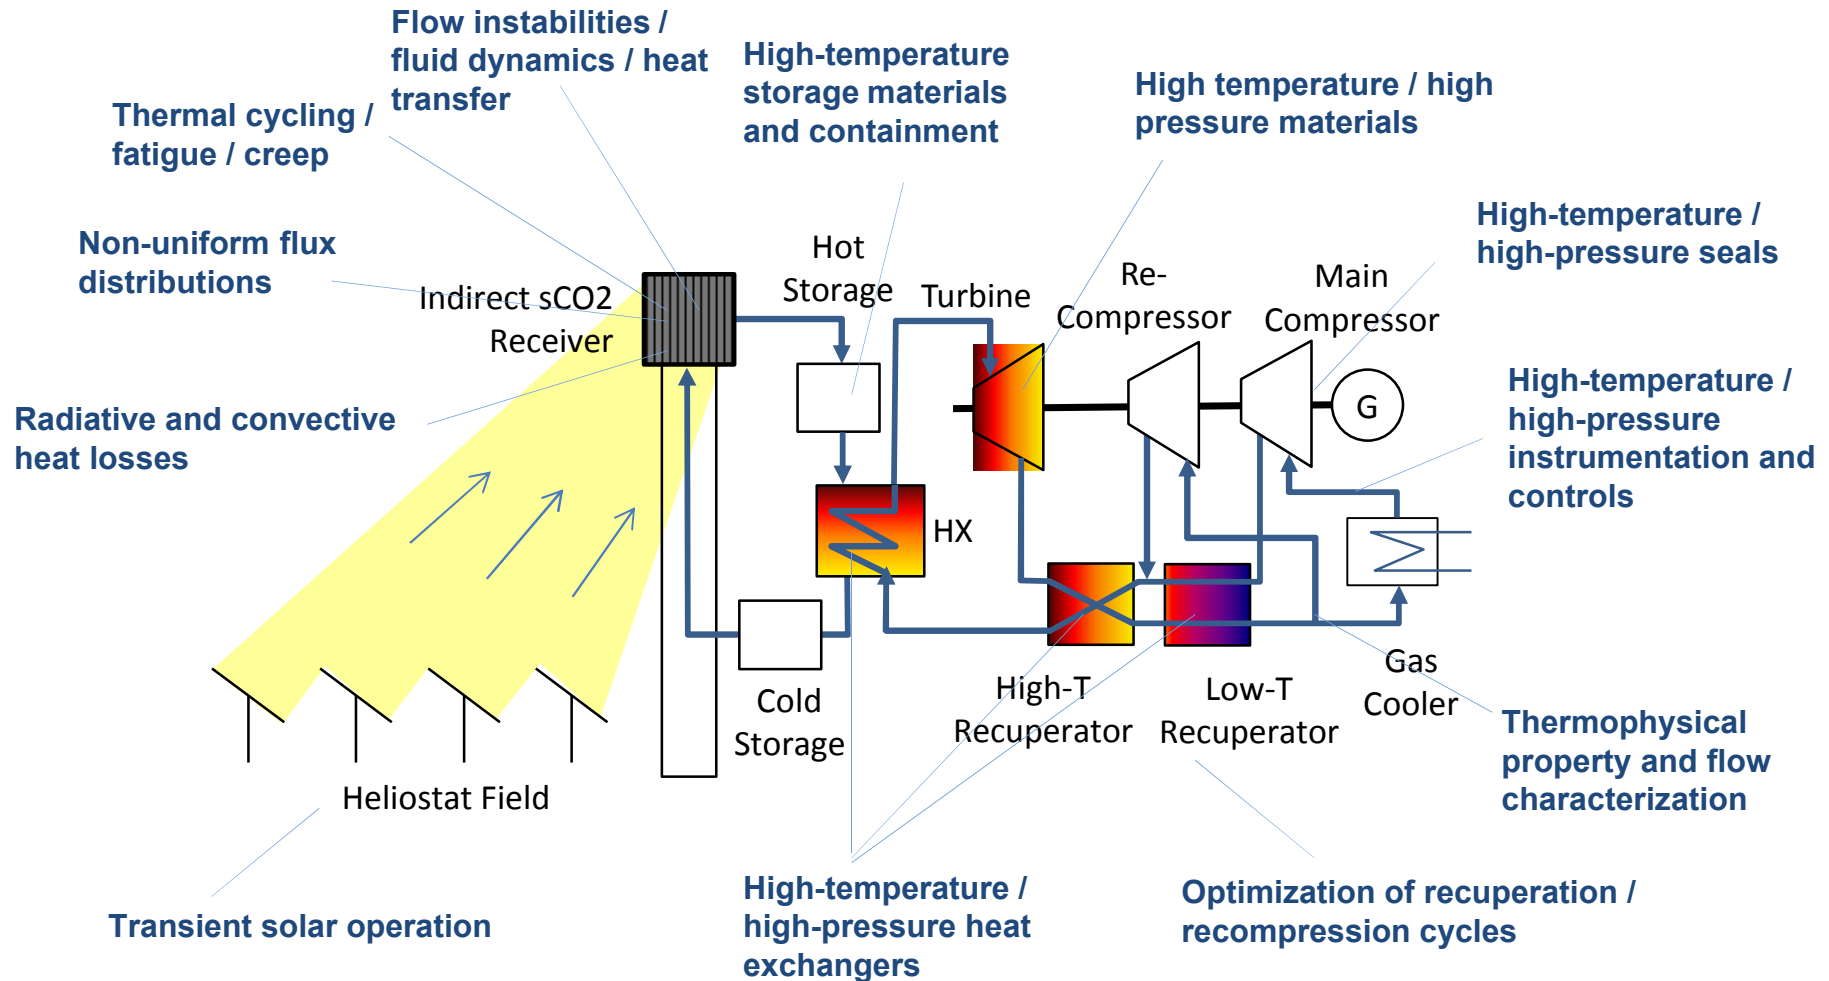 Flow instabilities /
fluid dynamics / heat
transfer
Thermal cycling /
fatigue / creep
High-temperature
storage materials
and containment
High temperature / high
pressure materials
Non-uniform flux
distributions
High-temperature /
high-pressure seals
Indirect sCO2
Receiver
Hot
Storage
Turbine
Re-
Compressor
Main
Compressor
Radiative and convective
heat losses
High-temperature /
high-pressure
instrumentation and
controls
G
HX
Cold
Storage
High-T
Recuperator
Low-T
Recuperator
Gas
Cooler
Heliostat Field
Thermophysical
property and flow
characterization
Transient solar operation
High-temperature /
high-pressure heat
exchangers
Optimization of recuperation /
recompression cycles